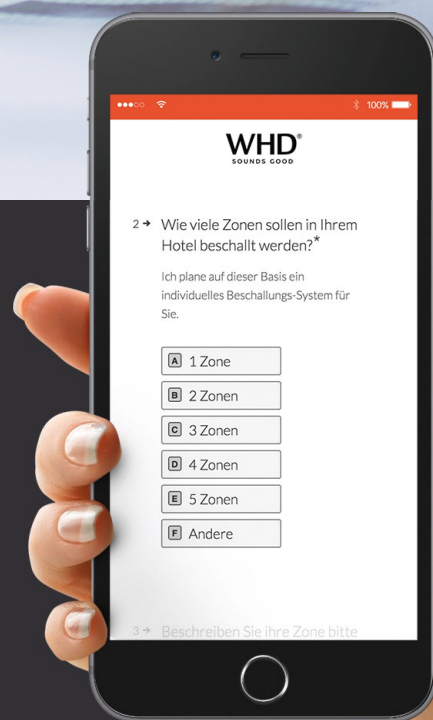 100%
WHD®
SOUNDS GOOD
2 → Wie viele Zonen sollen in Ihrem
Hotel beschallt werden?*
Ich plane auf dieser Basis ein
individuelles Beschallungs-System für
Sie.
A 1 Zone
B 2 Zonen
C 3 Zonen
D 4 Zonen
E 5 Zonen
F Andere
3 → Beschreiben Sie ihre Zone bitte